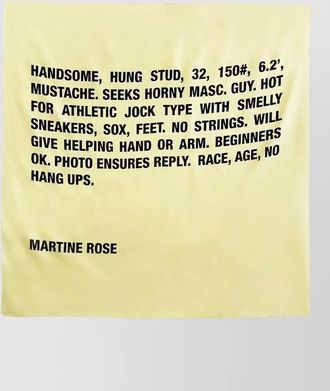 HANDSOME, HUNG STUD, 32, 150#, 6.2',
MUSTACHE. SEEKS HORNY MASC. GUY. HOT
FOR ATHLETIC JOCK TYPE WITH SMELLY
SNEAKERS, SOX, FEET. NO STRINGS. WILL
GIVE HELPING HAND OR ARM. BEGINNERS
OK. PHOTO ENSURES REPLY. RACE, AGE, NO
HANG UPS.
MARTINE ROSE